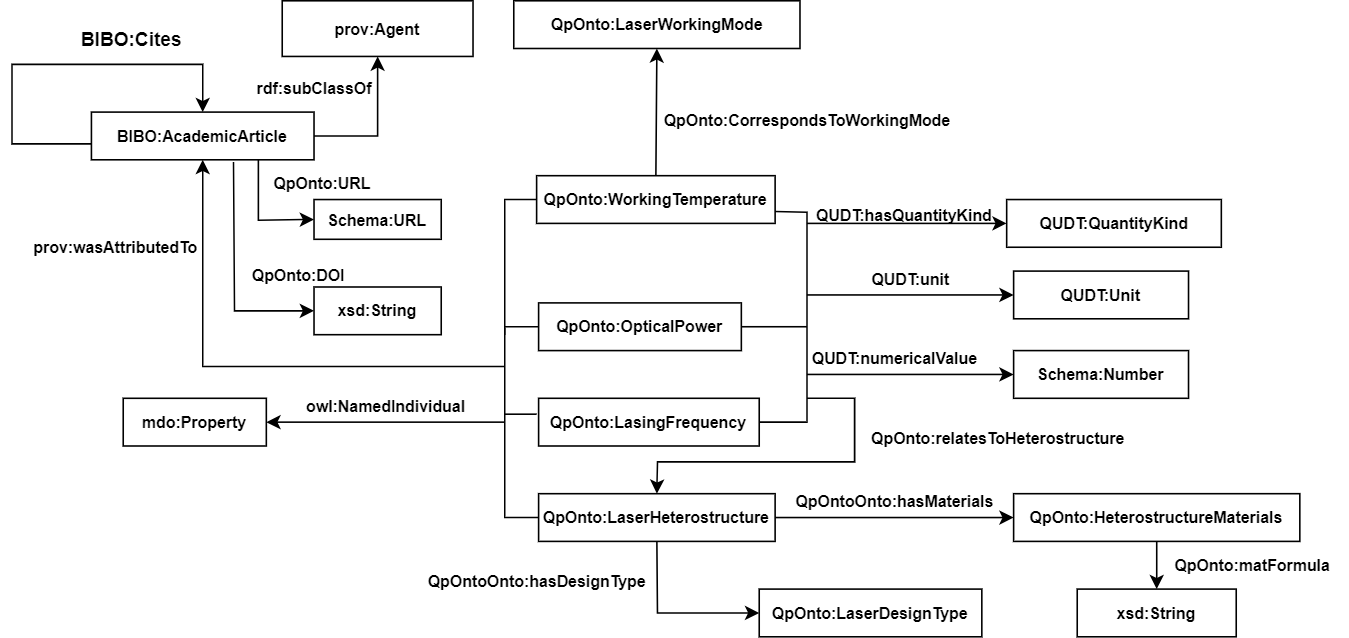 BIBO:Cites
prov:Agent
QpOnto:LaserWorkingMode
rdf:subClassOf
BIBO:AcademicArticle
QpOnto:CorrespondsToWorkingMode
QpOnto:URL
Schema:URL
QpOnto:WorkingTemperature
QUDT:hasQuantityKind
QUDT:QuantityKind
prov:wasAttributedTo
QpOnto:DOI
xsd:String
QUDT:unit
QUDT:Unit
QpOnto:OpticalPower
QUDT:numericalValue
Schema:Number
mdo:Property
owl:NamedIndividual
QpOnto:LasingFrequency
QpOnto:relatesToHeterostructure
QpOnto:LaserHeterostructure
QpOntoOnto:hasMaterials
QpOnto:HeterostructureMaterials
QpOntoOnto:hasDesignType
QpOnto:matFormula
QpOnto:LaserDesignType
xsd:String